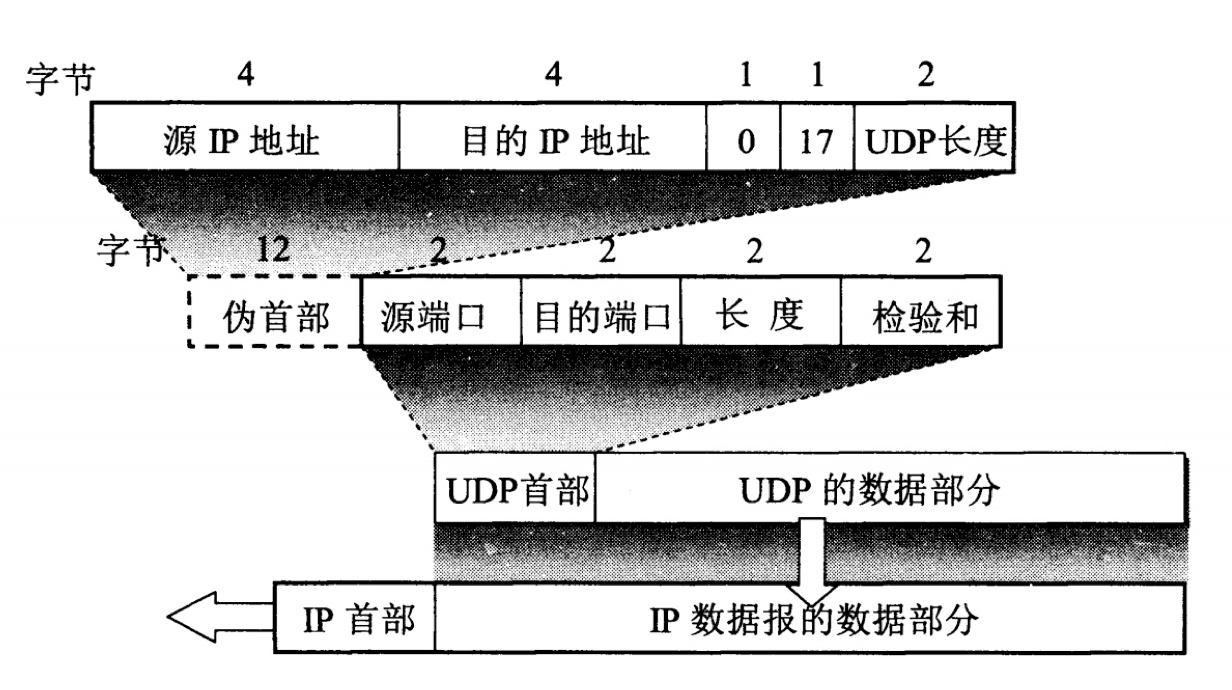 字节 4 4 1 1 2
源 IP 地址 目的 IP 地址 0 17 UDP长度
字节 12 2 2 2 2
伪首部 源端口 目的端口 长 度 检验和
UDP首部 UDP 的数据部分
IP 首部 IP 数据报的数据部分